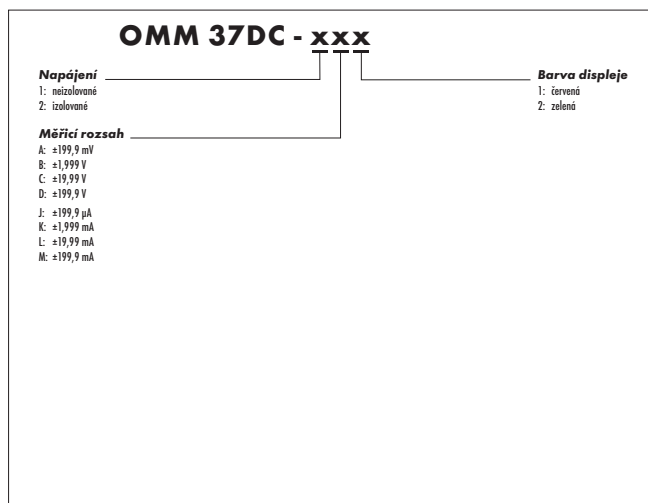 OMM 37DC - xxx
Napájení
1: neizolované
2: izolované
Měřicí rozsah
A: ±199,9 mV
B: ±1,999 V
C: ±19,99 V
D: ±199,9 V
J: ±199,9 µA
K: ±1,999 mA
L: ±19,99 mA
M: ±199,9 mA
Barva displeje
1: červená
2: zelená